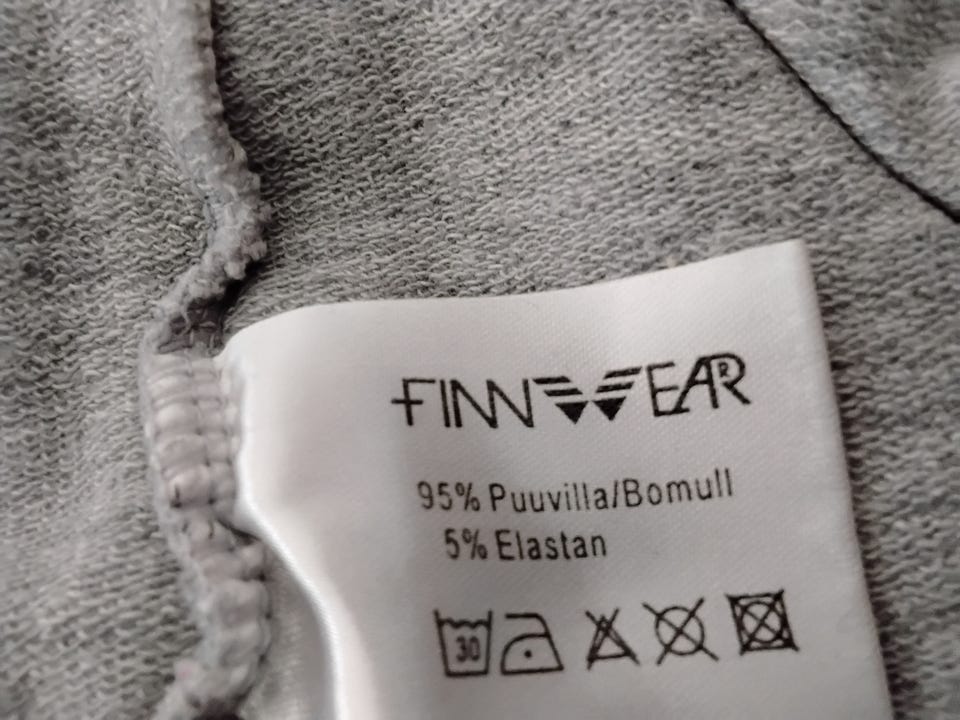 FINNWEAR®
95% Puuvilla/Bomull
5% Elastan
30